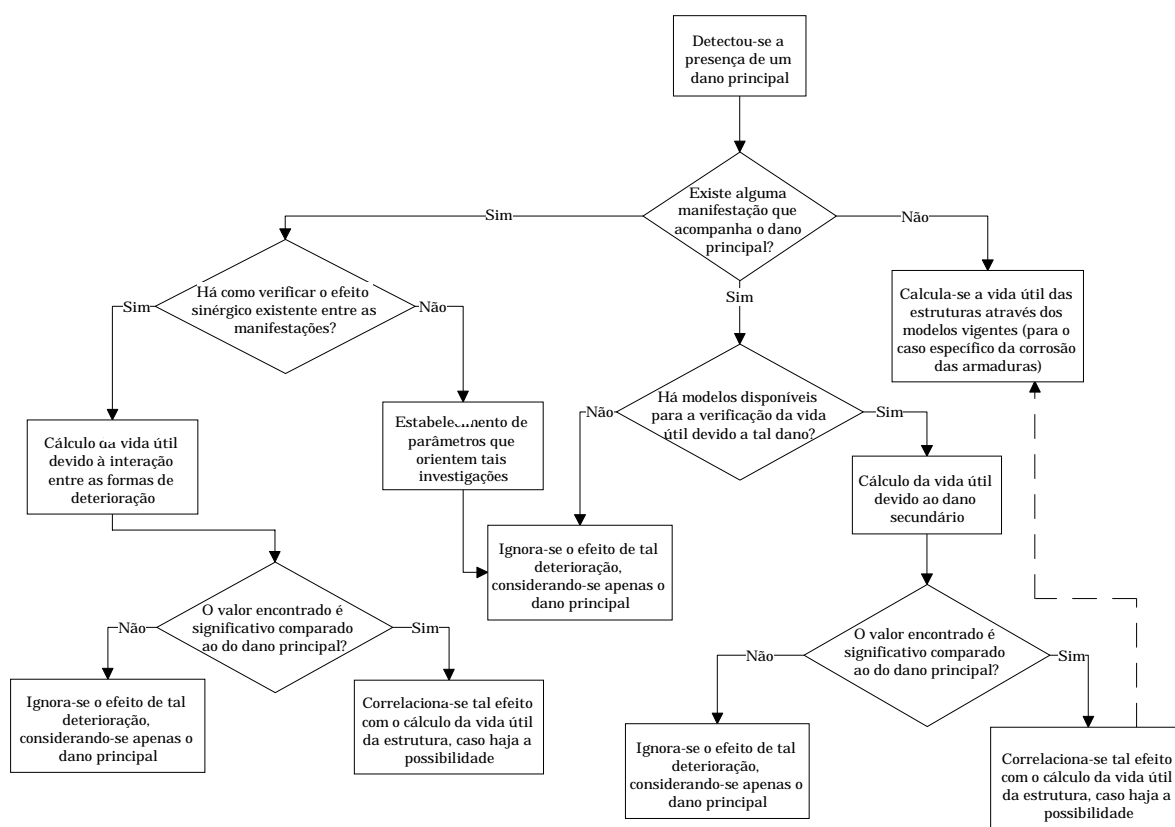 Detectou-se a
presença de um
dano principal
Existe alguma
manifestação que
acompanha o dano
principal?
Sim
Não
Sim
Há como verificar o efeito
sinérgico existente entre as
manifestações?
Sim
Não
Calcula-se a vida útil das
estruturas através dos
modelos vigentes (para o
caso específico da corrosão
das armaduras)
Há modelos disponíveis
para a verificação da vida
útil devido a tal dano?
Não
Sim
Cálculo da vida útil
devido à interação
entre as formas de
deterioração
Estabelecimento de
parâmetros que
orientem tais
investigações
Cálculo da vida útil
devido ao dano
secundário
Ignora-se o efeito de tal
deterioração,
considerando-se apenas o
dano principal
O valor encontrado é
significativo comparado
ao do dano principal?
Não
Sim
O valor encontrado é
significativo comparado
ao do dano principal?
Não
Sim
Ignora-se o efeito de tal
deterioração,
considerando-se apenas o
dano principal
Correlaciona-se tal efeito
com o cálculo da vida útil
da estrutura, caso haja a
possibilidade
Ignora-se o efeito de tal
deterioração,
considerando-se apenas o
dano principal
Correlaciona-se tal efeito
com o cálculo da vida útil
da estrutura, caso haja a
possibilidade